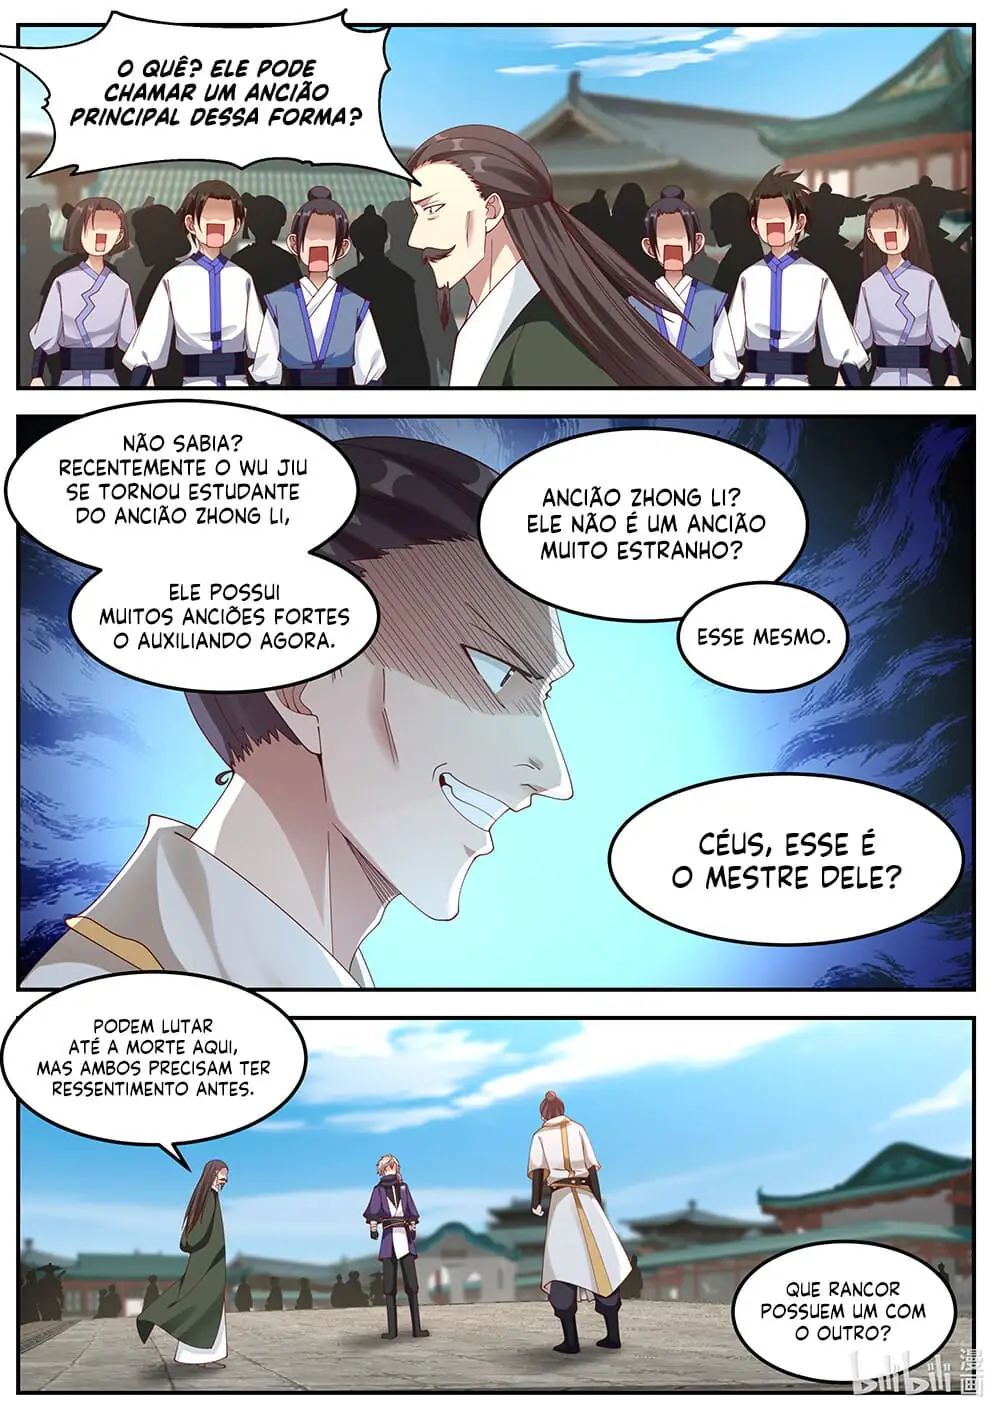 O QUÊ? ELE PODE
CHAMAR UM ANCIÃO
PRINCIPAL DESSA FORMA?
NÃO SABIA?
RECENTEMENTE O WU JIU
SE TORNOU ESTUDANTE
DO ANCIÃO ZHONG LI,
ELE POSSUI
MUITOS ANCIÕES FORTES
O AUXILIANDO AGORA.
ANCIÃO ZHONG LI?
ELE NÃO É UM ANCIÃO
MUITO ESTRANHO?
ESSE MESMO.
CÉUS, ESSE É
O MESTRE DELE?
PODEM LUTAR
ATÉ A MORTE AQUI,
MAS AMBOS PRECISAM TER
RESSENTIMENTO ANTES.
QUE RANCOR
POSSUEM UM COM
O OUTRO?
bilibili 漫画